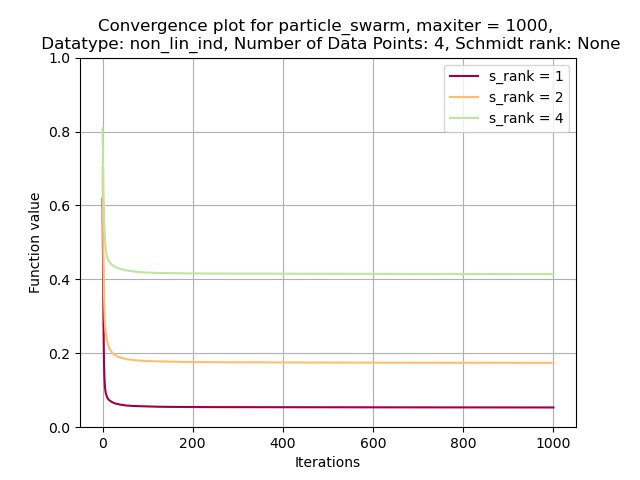 Convergence plot for particle_swarm, maxiter = 1000,
Datatype: non_lin_ind, Number of Data Points: 4, Schmidt rank: None
s_rank = 1
s_rank = 2
s_rank = 4
Function value
1.0
0.8
0.6
0.4
0.2
0.0
0 200 400 600 800 1000
Iterations